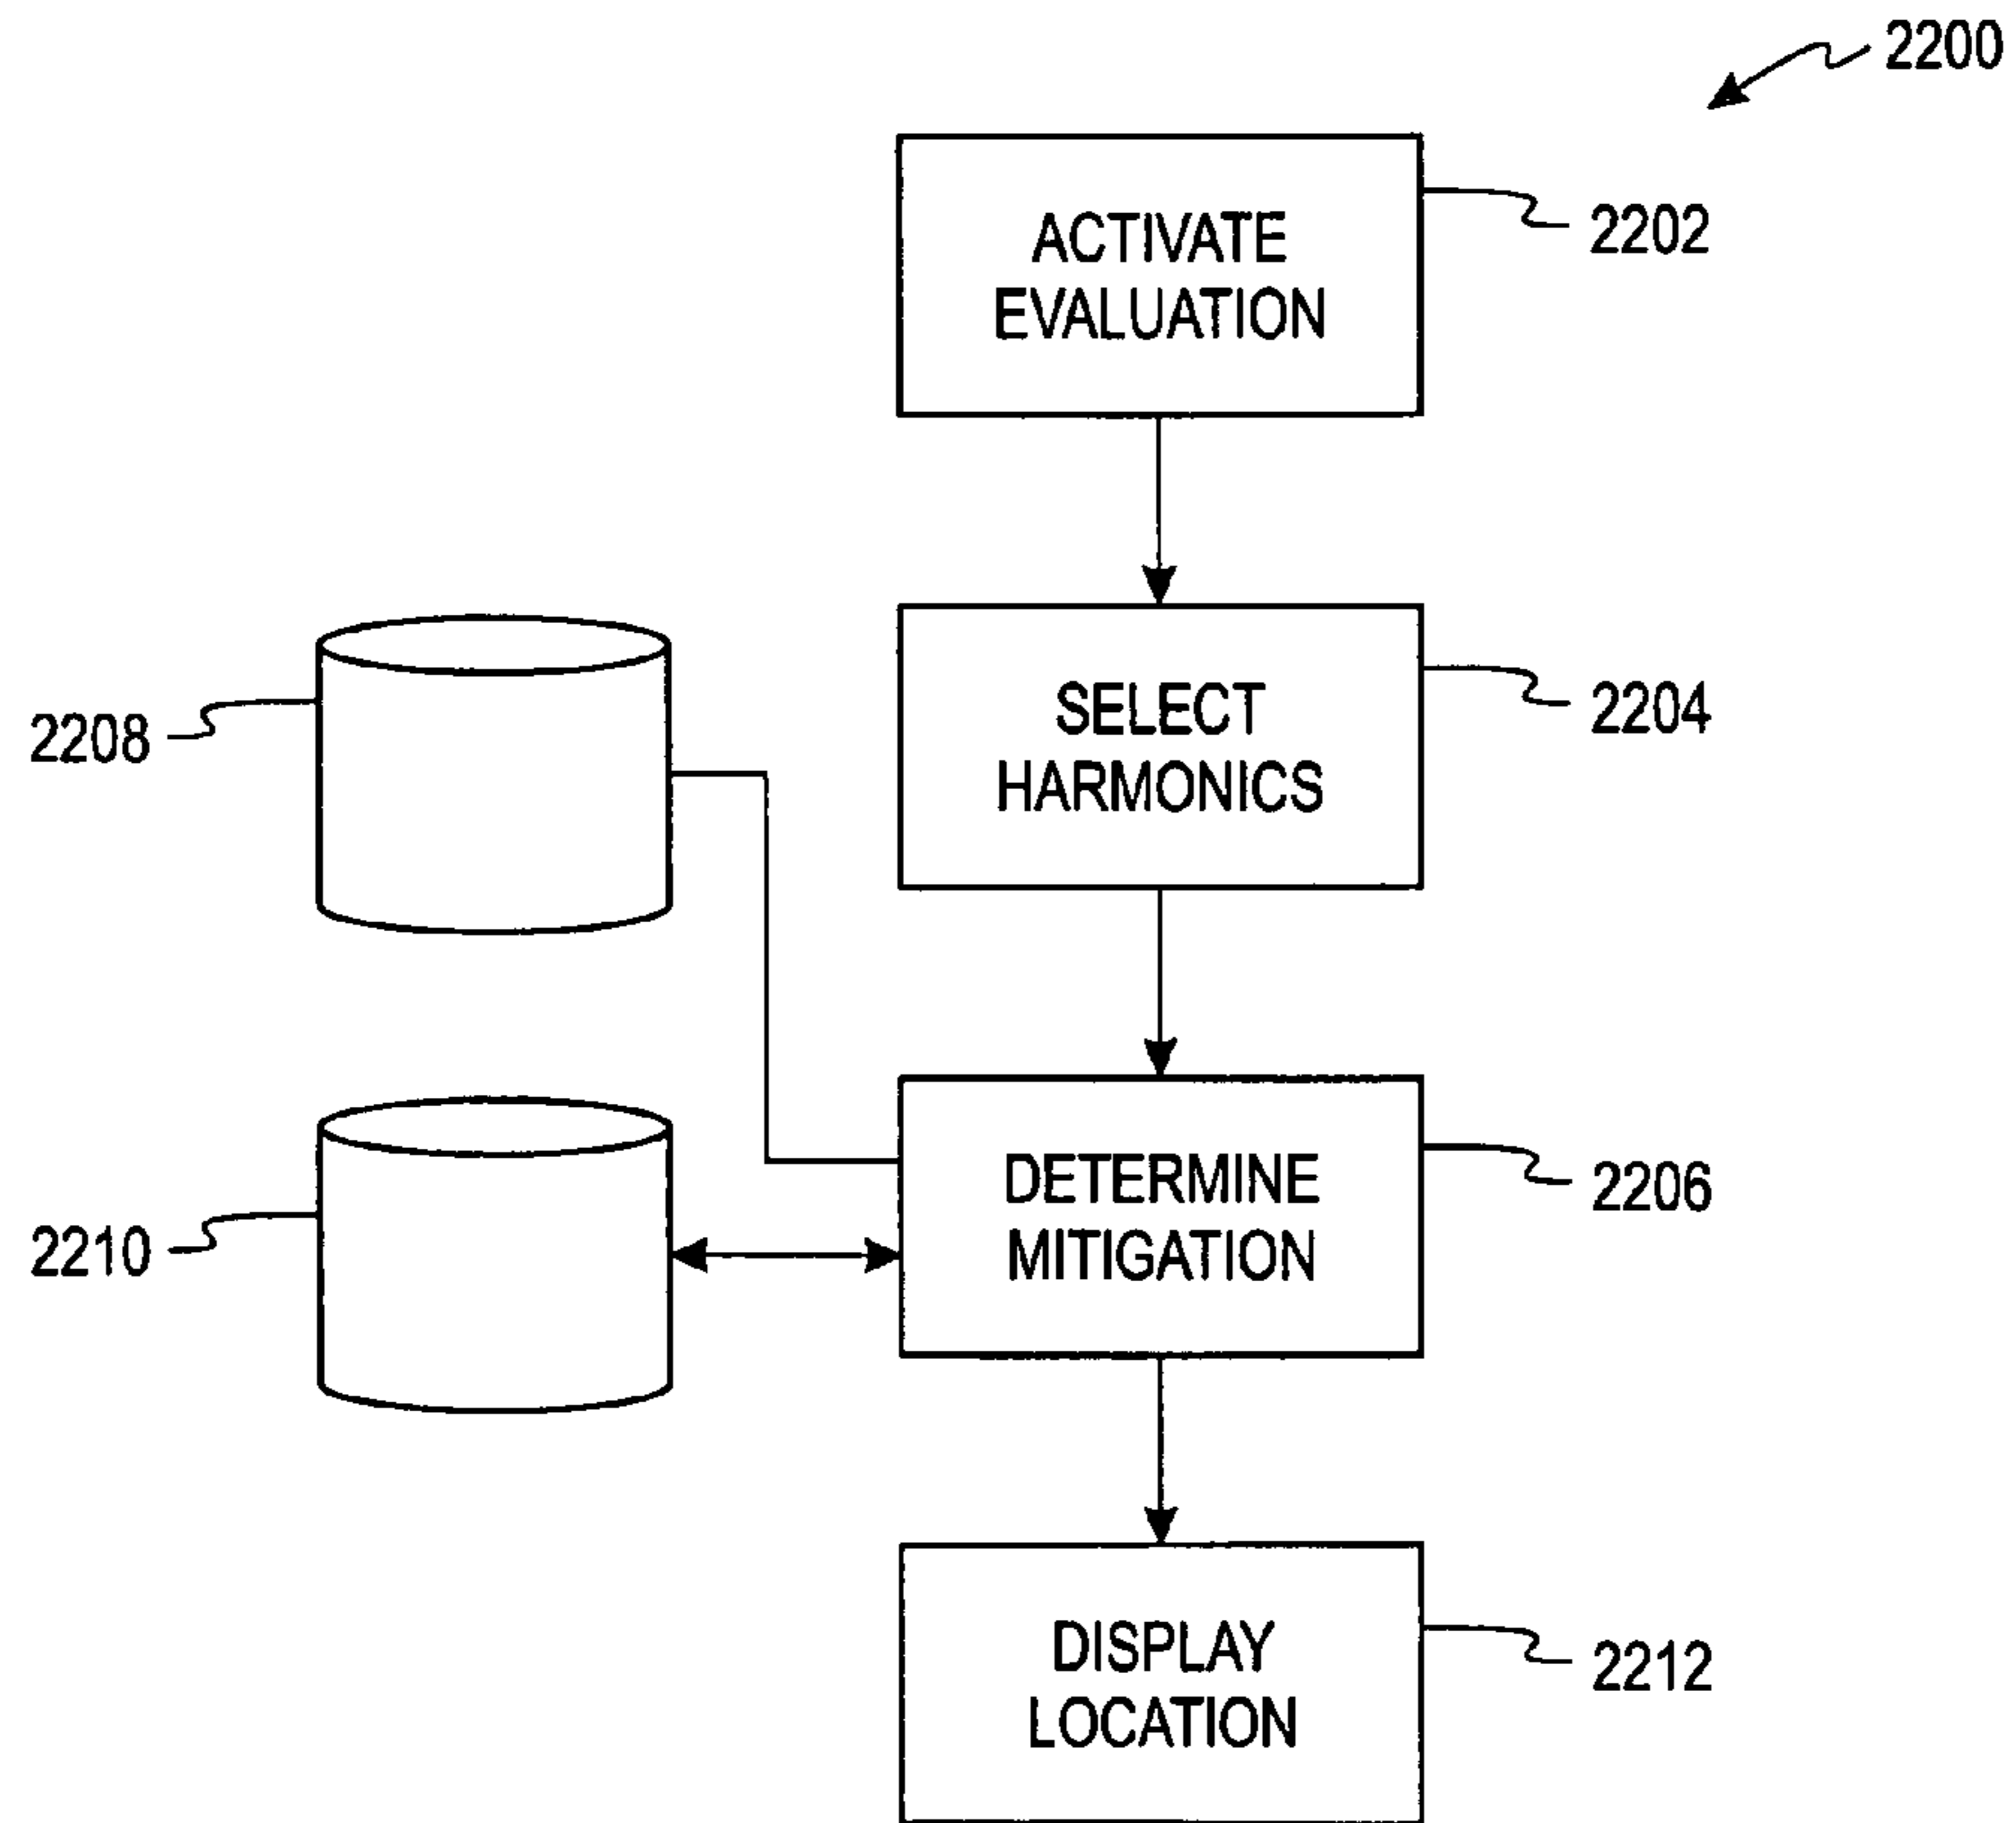 2200
ACTIVATE
EVALUATION
2202
SELECT
HARMONICS
2204
2208
DETERMINE
MITIGATION
2206
2210
DISPLAY
LOCATION
2212